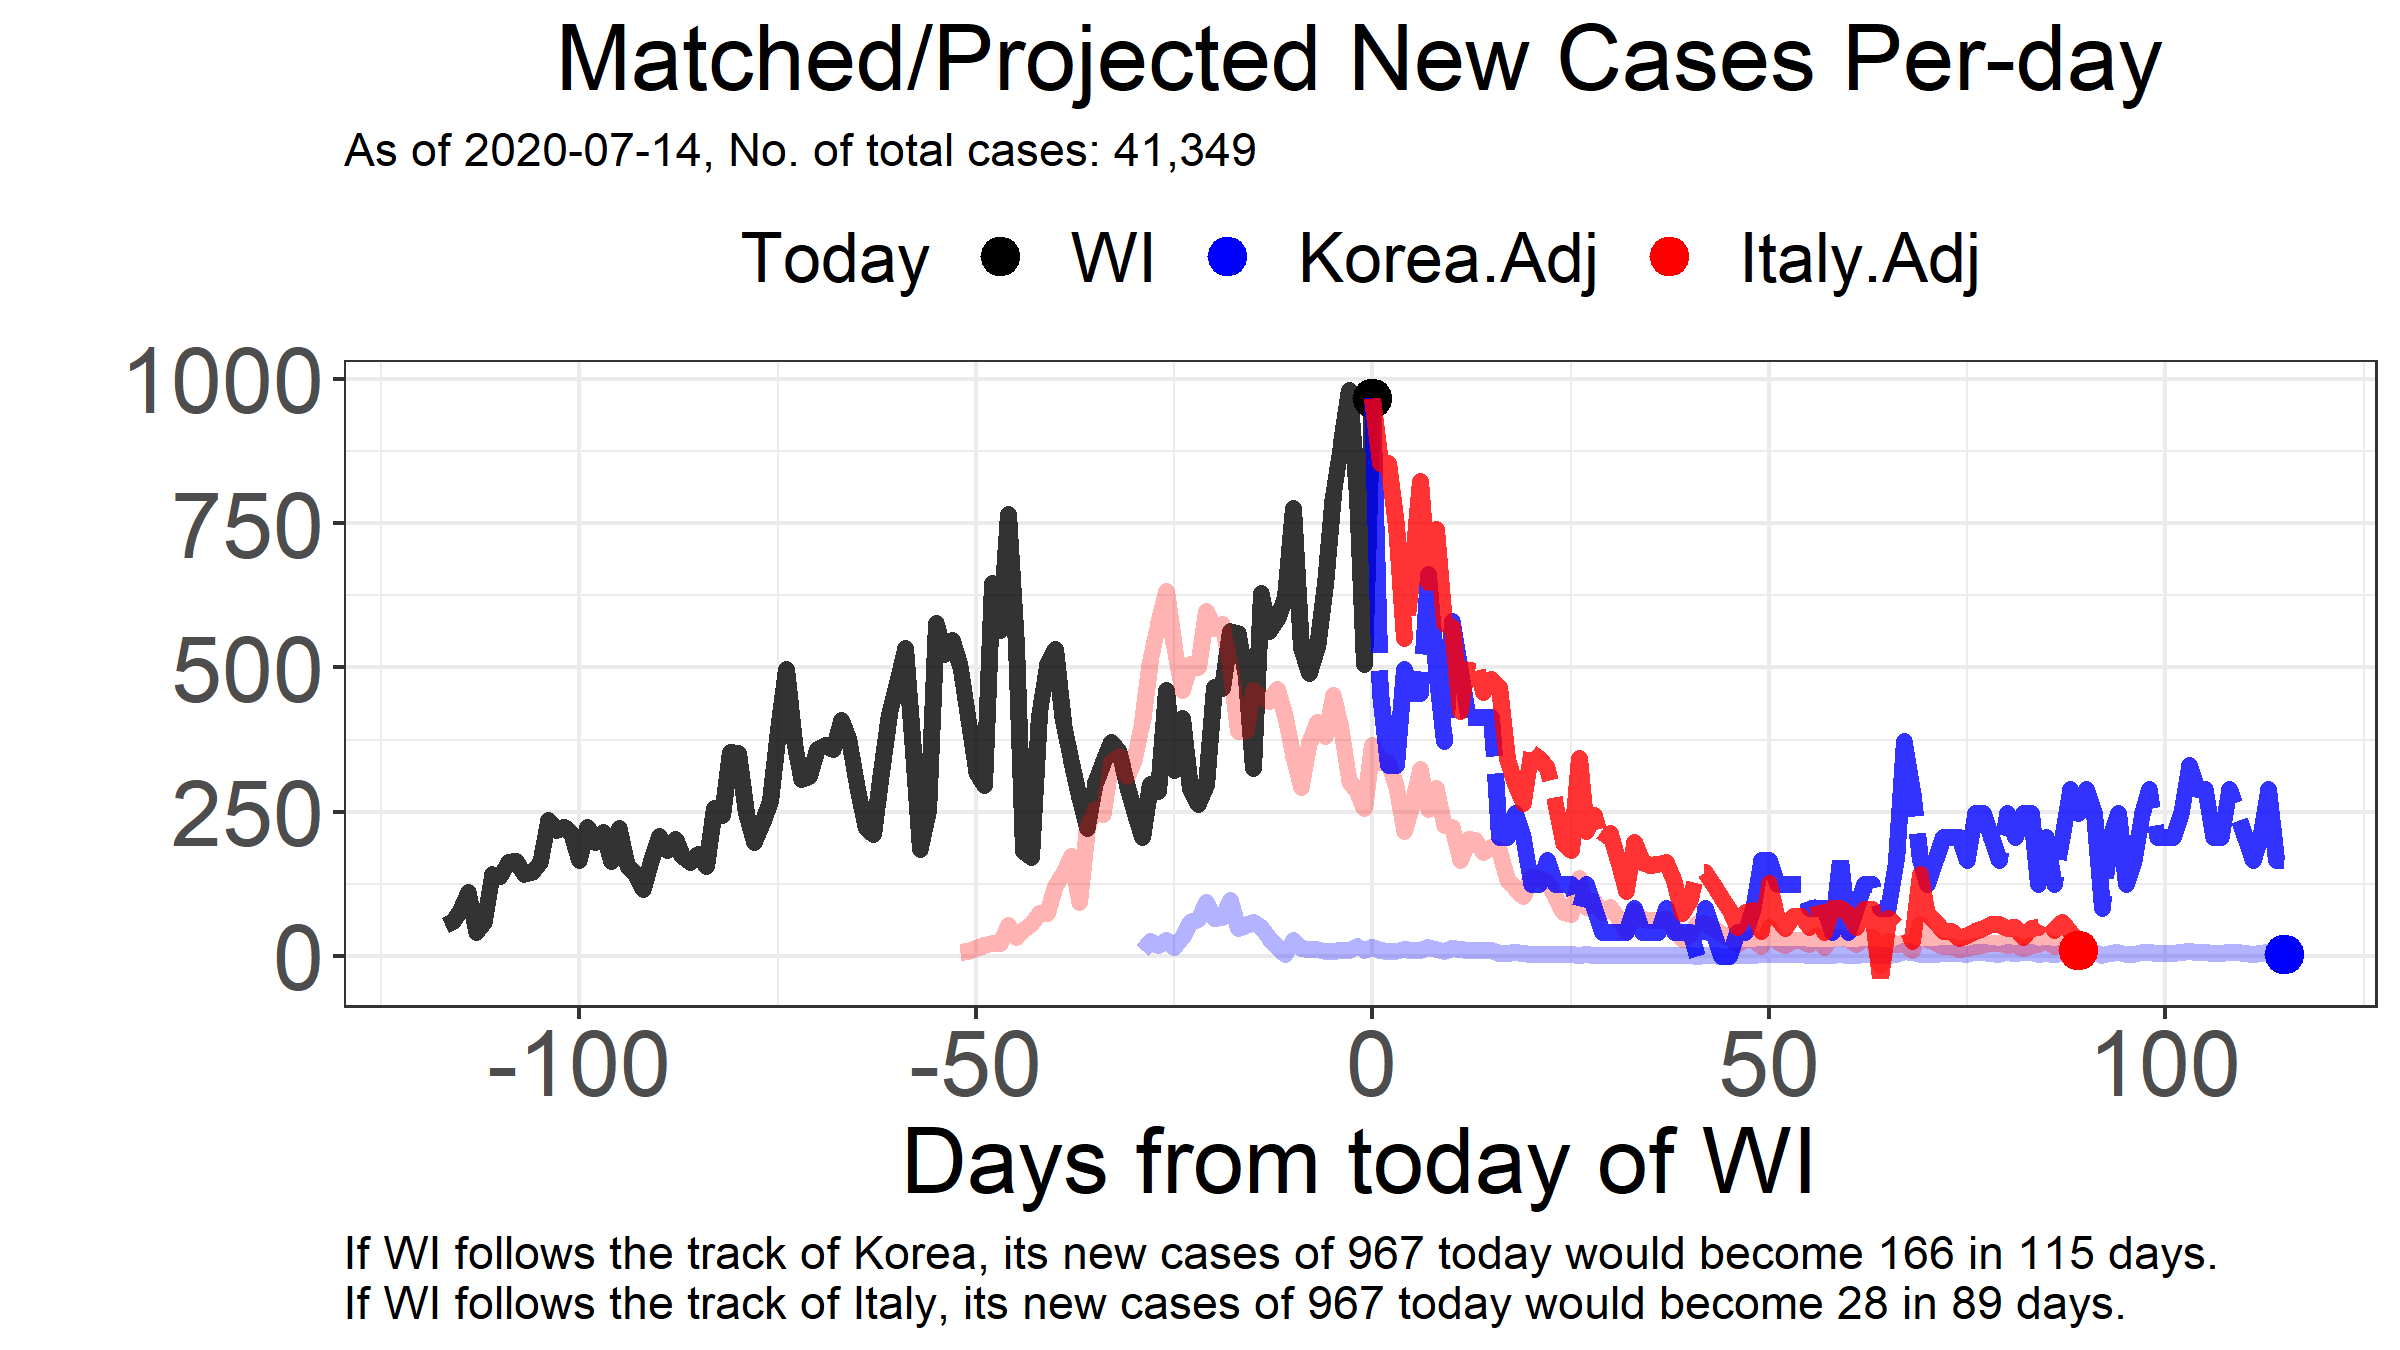 Matched/Projected New Cases Per-day
As of 2020-07-14, No. of total cases: 41,349
Today WI Korea.Adj Italy.Adj
1000
750
500
250
0
-100 -50 0 50 100
Days from today of WI
If WI follows the track of Korea, its new cases of 967 today would become 166 in 115 days.
If WI follows the track of Italy, its new cases of 967 today would become 28 in 89 days.